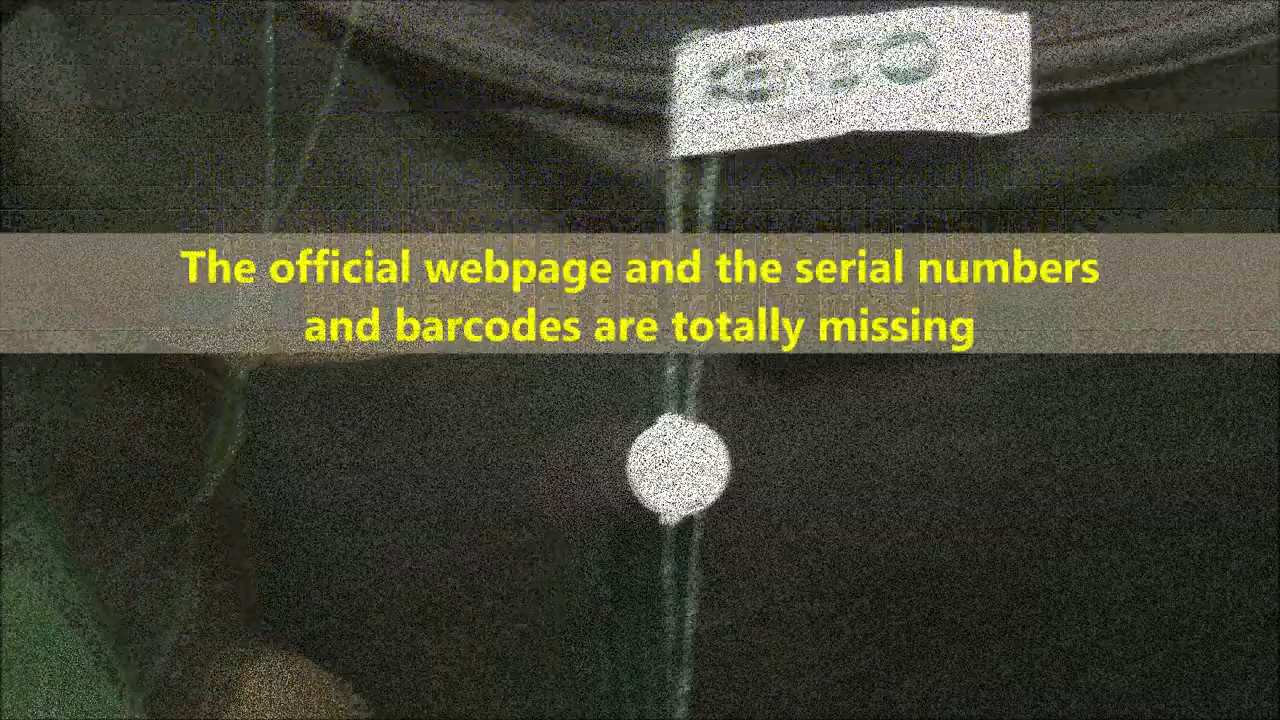 The official webpage and the serial numbers
and barcodes are totally missing